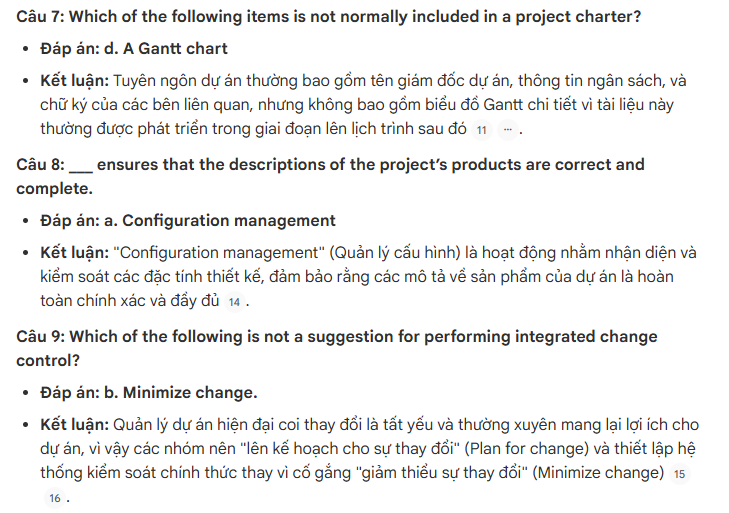 Câu 7: Which of the following items is not normally included in a project charter?
• Đáp án: d. A Gantt chart
• Kết luận: Tuyên ngôn dự án thường bao gồm tên giám đốc dự án, thông tin ngân sách, và
chữ ký của các bên liên quan, nhưng không bao gồm biểu đồ Gantt chi tiết vì tài liệu này
thường được phát triển trong giai đoạn lên lịch trình sau đó 11 ... .
Câu 8: ___ ensures that the descriptions of the project’s products are correct and
complete.
• Đáp án: a. Configuration management
• Kết luận: "Configuration management" (Quản lý cấu hình) là hoạt động nhằm nhận diện và
kiểm soát các đặc tính thiết kế, đảm bảo rằng các mô tả về sản phẩm của dự án là hoàn
toàn chính xác và đầy đủ 14 .
Câu 9: Which of the following is not a suggestion for performing integrated change
control?
• Đáp án: b. Minimize change.
• Kết luận: Quản lý dự án hiện đại coi thay đổi là tất yếu và thường xuyên mang lại lợi ích cho
dự án, vì vậy các nhóm nên "lên kế hoạch cho sự thay đổi" (Plan for change) và thiết lập hệ
thống kiểm soát chính thức thay vì cố gắng "giảm thiểu sự thay đổi" (Minimize change) 15
16 .